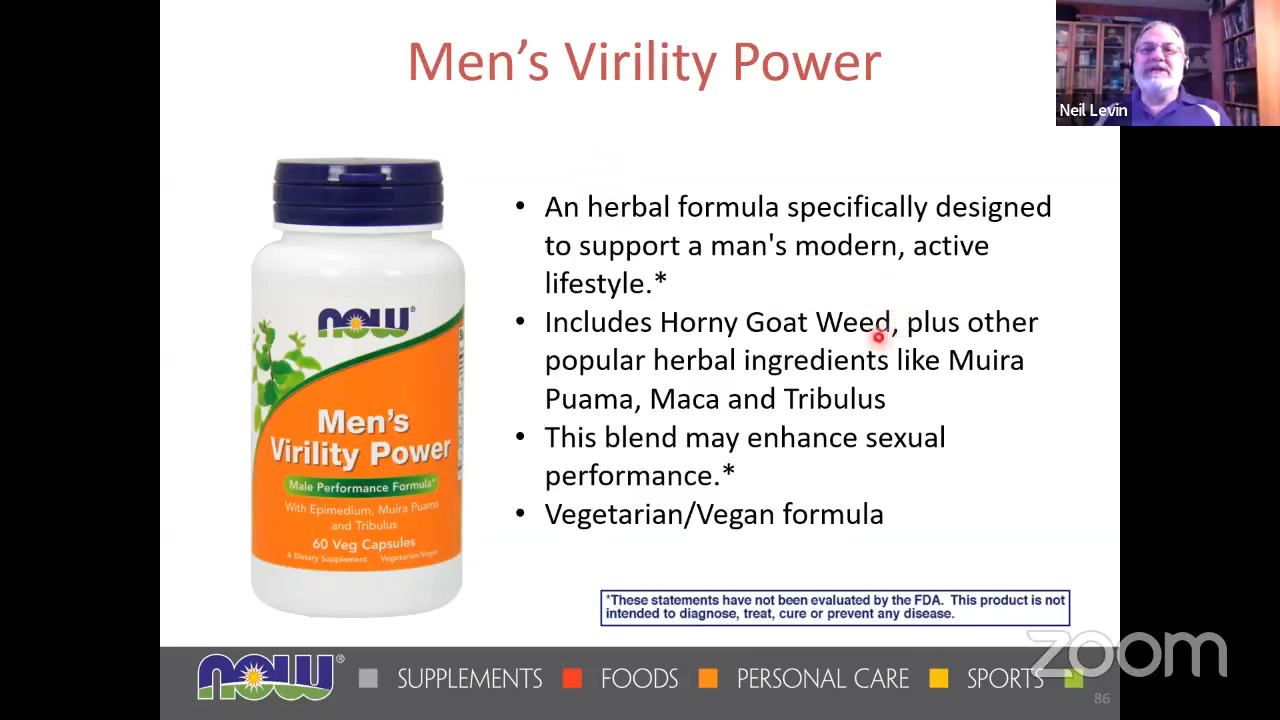 Men's Virility Power
Neil Levin
• An herbal formula specifically designed
to support a man's modern, active
lifestyle.*
• Includes Horny Goat Weed, plus other
popular herbal ingredients like Muira
Puama, Maca and Tribulus
• This blend may enhance sexual
performance.*
• Vegetarian/Vegan formula
NOW®
Men's
Virility Power
Male Performance Formula*
With Epimedium, Muira Puama
and Tribulus
60 Veg Capsules
A Dietary Supplement Vegetarian/Vegan
*These statements have not been evaluated by the FDA. This product is not
intended to diagnose, treat, cure or prevent any disease.
NOW® SUPPLEMENTS FOODS PERSONAL CARE SPORTS
zoom
86